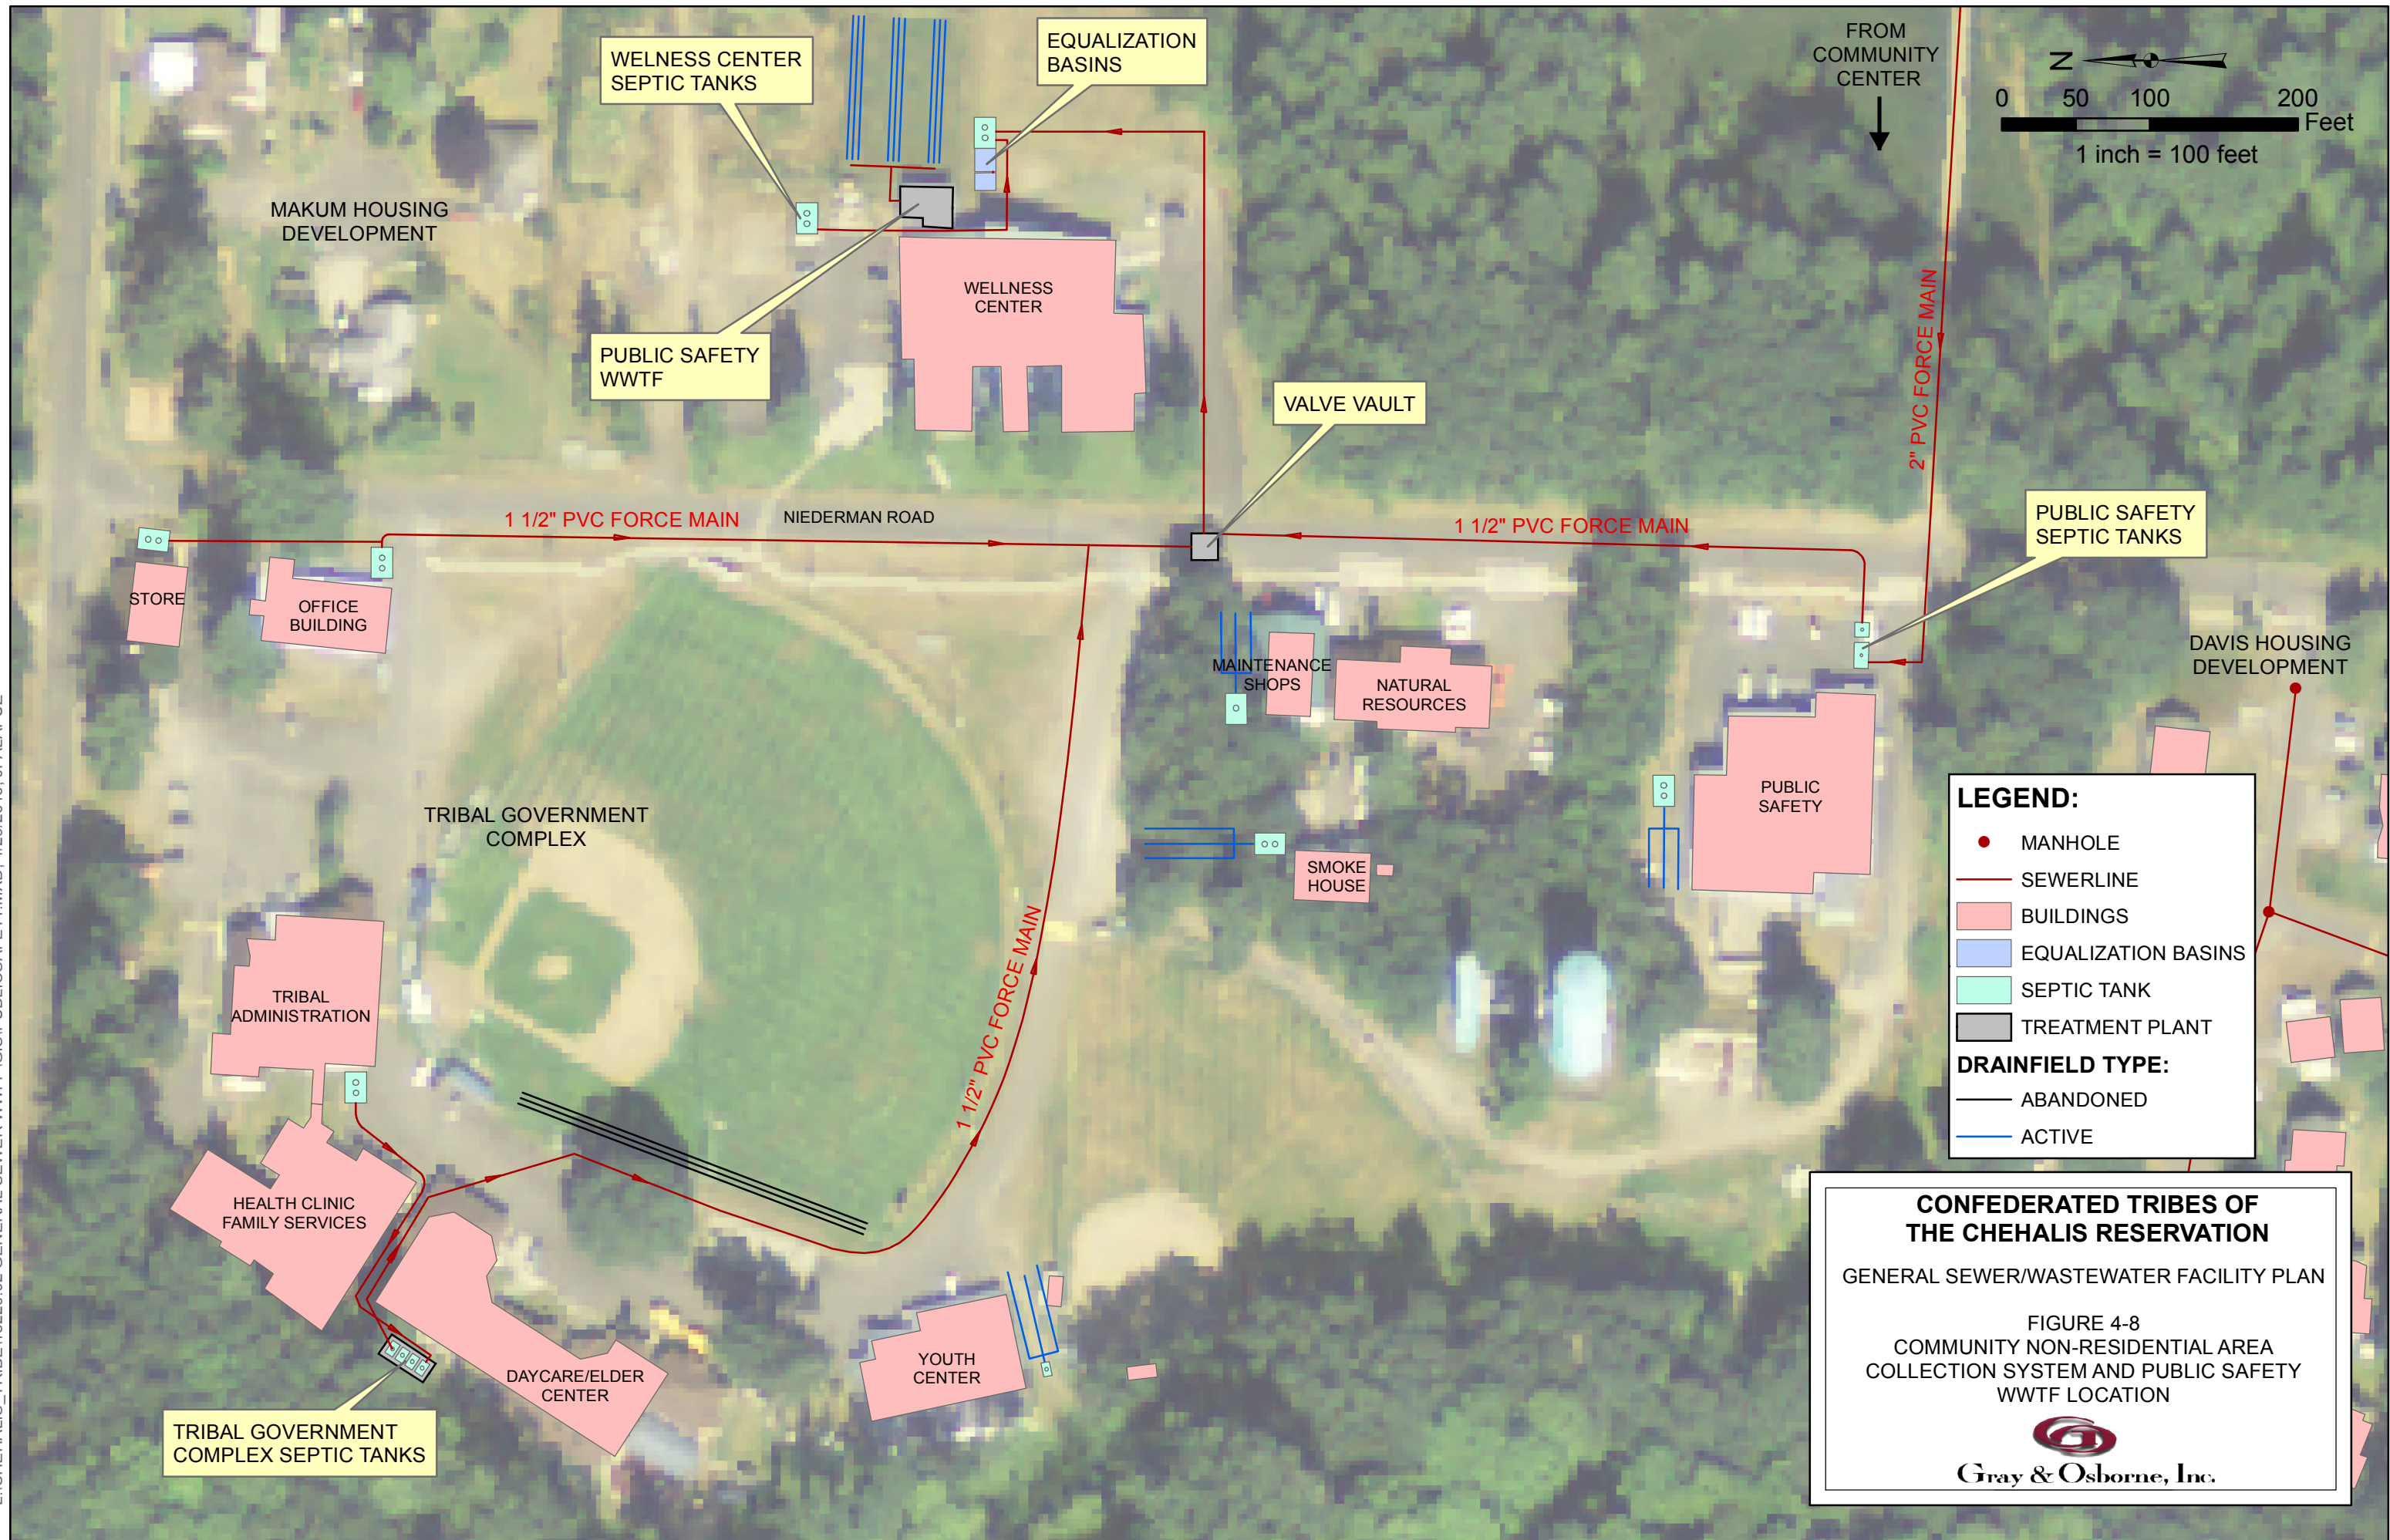 WELNESS CENTER
SEPTIC TANKS
EQUALIZATION
BASINS
FROM
COMMUNITY
CENTER
N
0 50 100 200
Feet
1 inch = 100 feet
MAKUM HOUSING
DEVELOPMENT
WELLNESS
CENTER
PUBLIC SAFETY
WWTF
VALVE VAULT
2" PVC FORCE MAIN
1 1/2" PVC FORCE MAIN
NIEDERMAN ROAD
1 1/2" PVC FORCE MAIN
PUBLIC SAFETY
SEPTIC TANKS
STORE
OFFICE
BUILDING
MAINTENANCE
SHOPS
NATURAL
RESOURCES
DAVIS HOUSING
DEVELOPMENT
TRIBAL GOVERNMENT
COMPLEX
PUBLIC
SAFETY
SMOKE
HOUSE
1 1/2" PVC FORCE MAIN
TRIBAL
ADMINISTRATION
HEALTH CLINIC
FAMILY SERVICES
DAYCARE/ELDER
CENTER
YOUTH
CENTER
TRIBAL GOVERNMENT
COMPLEX SEPTIC TANKS
LEGEND:
MANHOLE
SEWERLINE
BUILDINGS
EQUALIZATION BASINS
SEPTIC TANK
TREATMENT PLANT
DRAINFIELD TYPE:
ABANDONED
ACTIVE
CONFEDERATED TRIBES OF
THE CHEHALIS RESERVATION
GENERAL SEWER/WASTEWATER FACILITY PLAN
FIGURE 4-8
COMMUNITY NON-RESIDENTIAL AREA
COLLECTION SYSTEM AND PUBLIC SAFETY
WWTF LOCATION
Gray & Osborne, Inc.